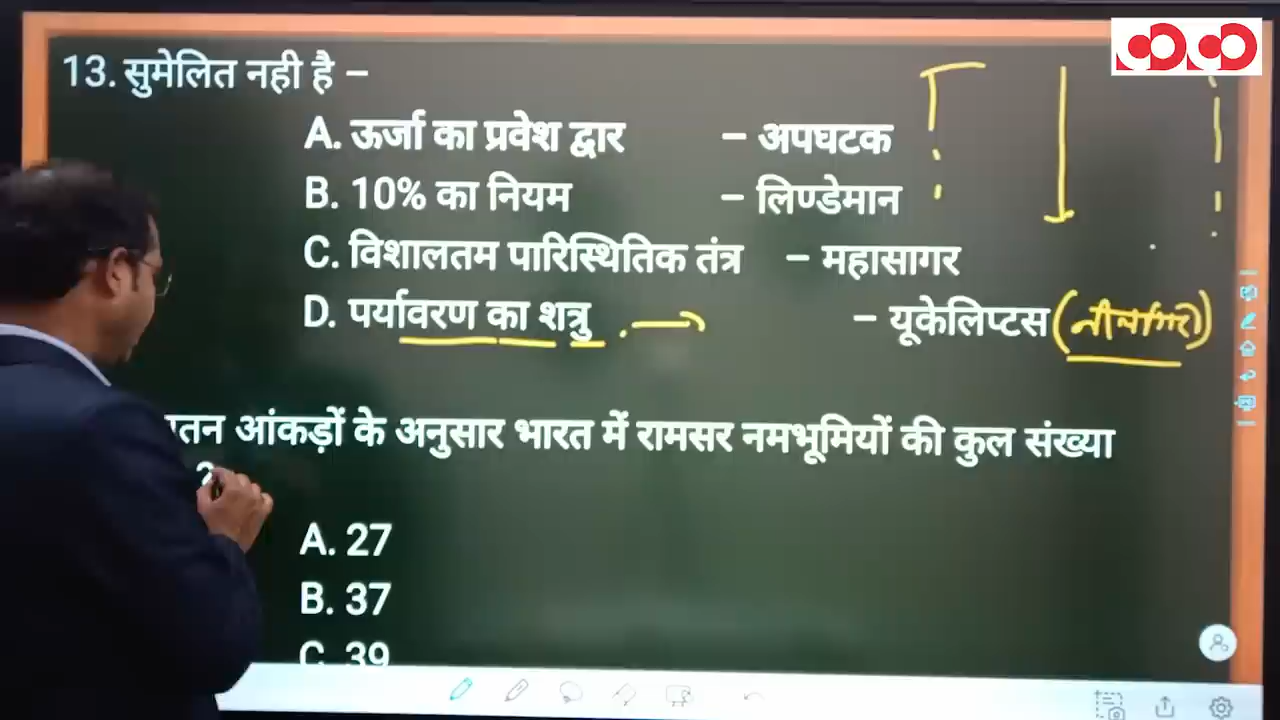 13. सुमेलित नही है –
A. ऊर्जा का प्रवेश द्वार – अपघटक
B. 10% का नियम – लिण्डेमान
C. विशालतम पारिस्थितिक तंत्र – महासागर
D. पर्यावरण का शत्रु – यूकेलिप्टस (नीलगिरी)
आंकड़ों के अनुसार भारत में रामसर नमभूमियों की कुल संख्या
A. 27
B. 37
C. 39